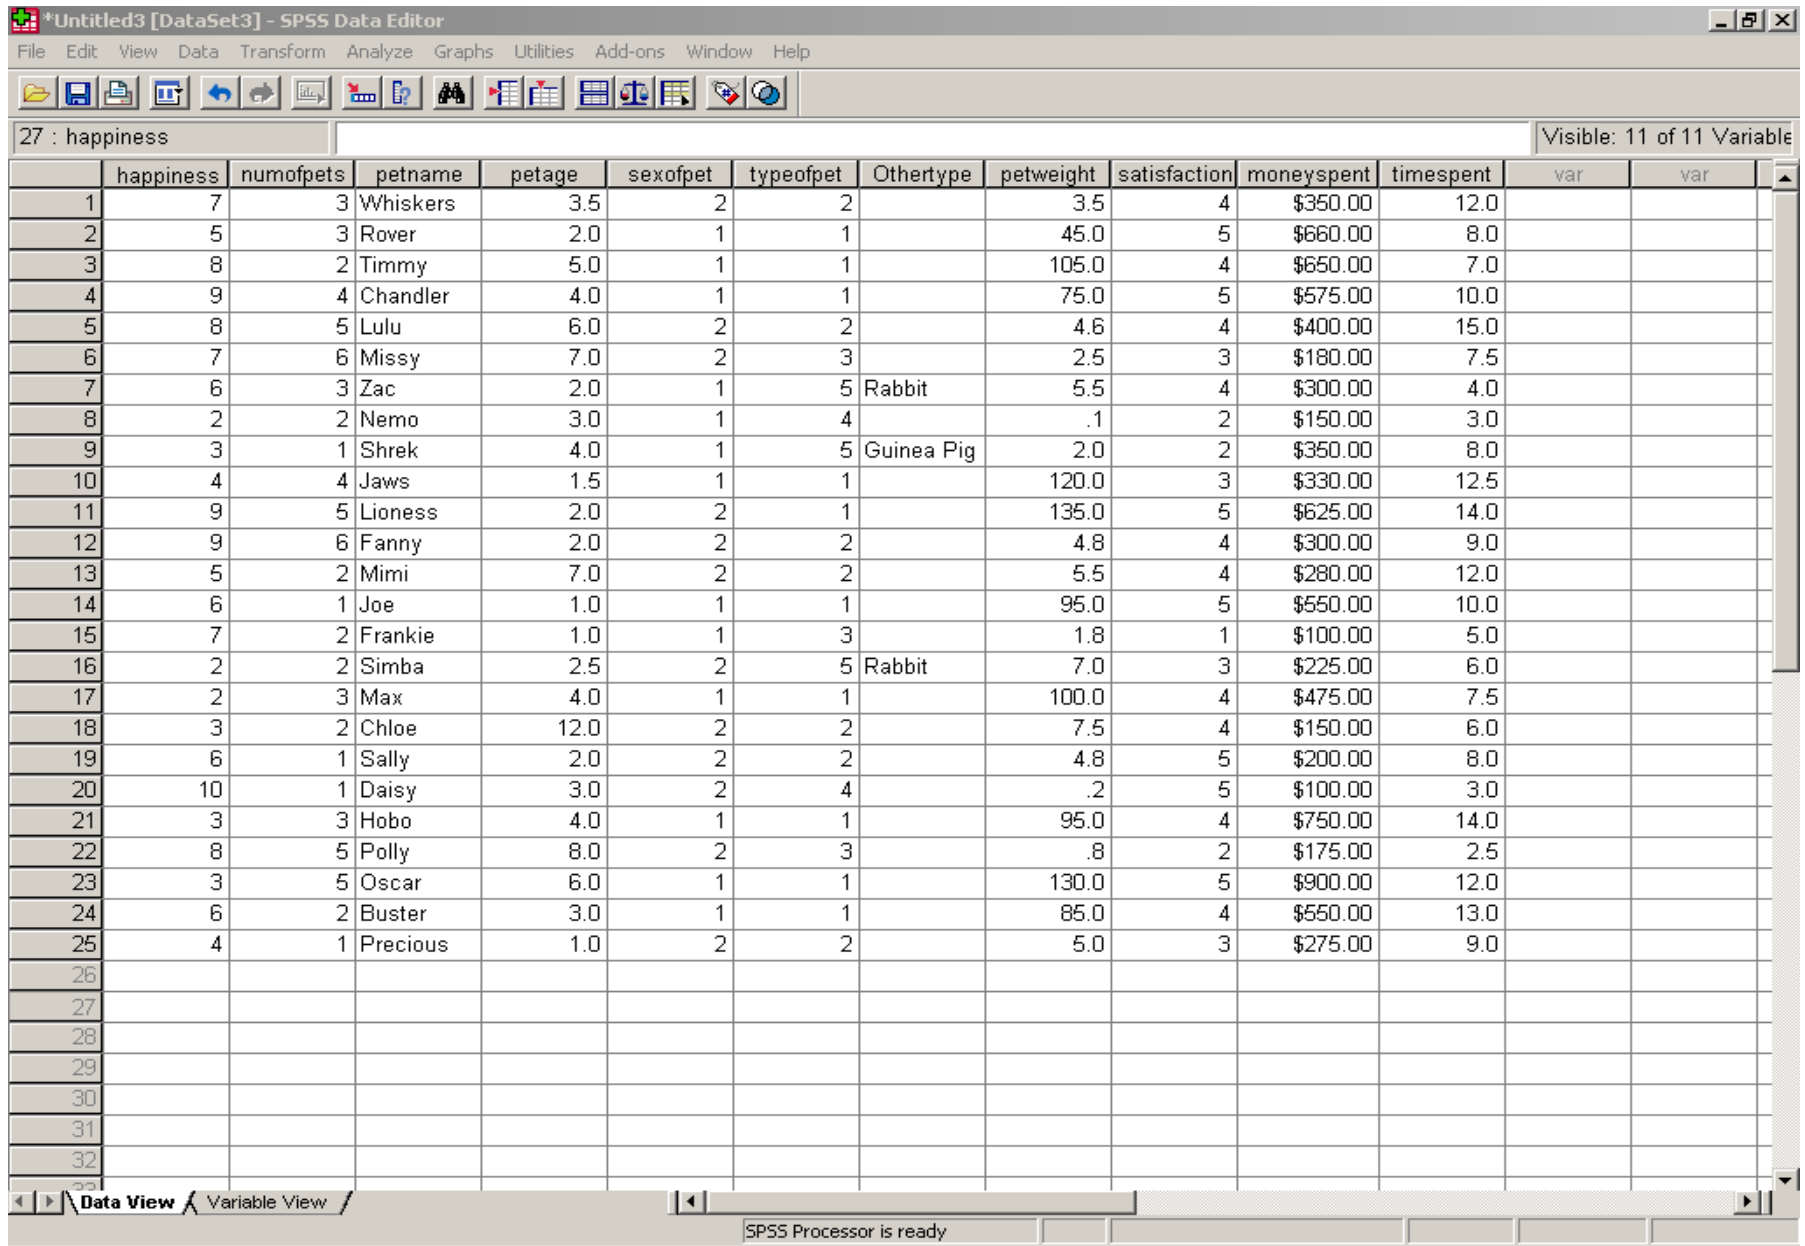 *Untitled3 [DataSet3] - SPSS Data Editor
File Edit View Data Transform Analyze Graphs Utilities Add-ons Window Help
27 : happiness Visible: 11 of 11 Variable
happiness numofpets petname petage sexofpet typeofpet Othertype petweight satisfaction moneyspent timespent var var
1 7 3 Whiskers 3.5 2 2 3.5 4 $350.00 12.0
2 5 3 Rover 2.0 1 1 45.0 5 $660.00 8.0
3 8 2 Timmy 5.0 1 1 105.0 4 $650.00 7.0
4 9 4 Chandler 4.0 1 1 75.0 5 $575.00 10.0
5 8 5 Lulu 6.0 2 2 4.6 4 $400.00 15.0
6 7 6 Missy 7.0 2 3 2.5 3 $180.00 7.5
7 6 3 Zac 2.0 1 5 Rabbit 5.5 4 $300.00 4.0
8 2 2 Nemo 3.0 1 4 .1 2 $150.00 3.0
9 3 1 Shrek 4.0 1 5 Guinea Pig 2.0 2 $350.00 8.0
10 4 4 Jaws 1.5 1 1 120.0 3 $330.00 12.5
11 9 5 Lioness 2.0 2 1 135.0 5 $625.00 14.0
12 9 6 Fanny 2.0 2 2 4.8 4 $300.00 9.0
13 5 2 Mimi 7.0 2 2 5.5 4 $280.00 12.0
14 6 1 Joe 1.0 1 1 95.0 5 $550.00 10.0
15 7 2 Frankie 1.0 1 3 1.8 1 $100.00 5.0
16 2 2 Simba 2.5 2 5 Rabbit 7.0 3 $225.00 6.0
17 2 3 Max 4.0 1 1 100.0 4 $475.00 7.5
18 3 2 Chloe 12.0 2 2 7.5 4 $150.00 6.0
19 6 1 Sally 2.0 2 2 4.8 5 $200.00 8.0
20 10 1 Daisy 3.0 2 4 .2 5 $100.00 3.0
21 3 3 Hobo 4.0 1 1 95.0 4 $750.00 14.0
22 8 5 Polly 8.0 2 3 .8 2 $175.00 2.5
23 3 5 Oscar 6.0 1 1 130.0 5 $900.00 12.0
24 6 2 Buster 3.0 1 1 85.0 4 $550.00 13.0
25 4 1 Precious 1.0 2 2 5.0 3 $275.00 9.0
26
27
28
29
30
31
32
33
Data View Variable View
SPSS Processor is ready